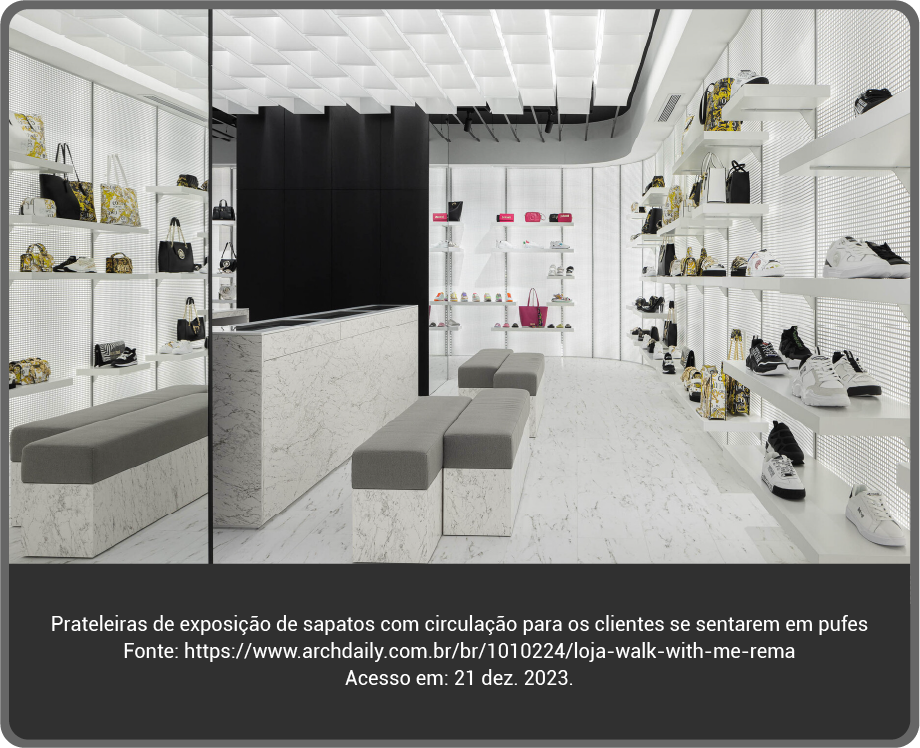 Prateleiras de exposição de sapatos com circulação para os clientes se sentarem em pufes
Fonte: https://www.archdaily.com.br/br/1010224/loja-walk-with-me-rema
Acesso em: 21 dez. 2023.